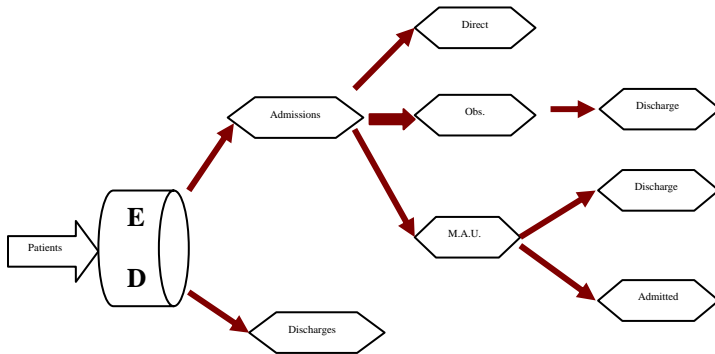 Direct
Admissions
Obs.
Discharge
Discharge
E
D
Patients
M.A.U.
Admitted
Discharges